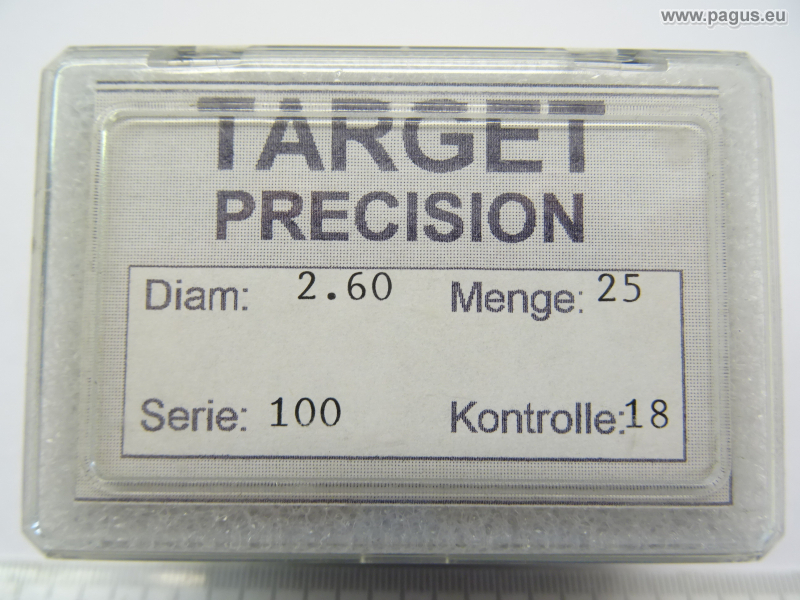 www.pagus.eu
TARGET
PRECISION
Diam: 2.60 Menge: 25
Serie: 100 Kontrolle: 18